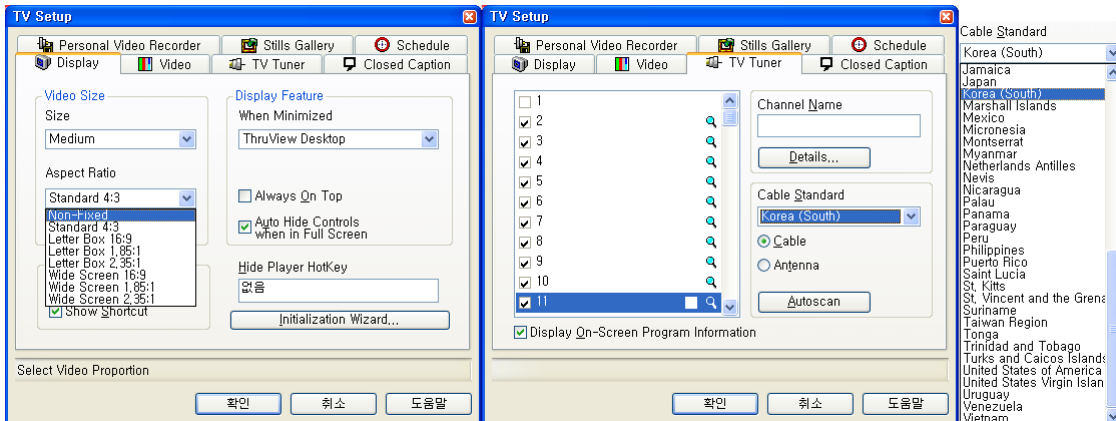 TV Setup
Personal Video Recorder
Stills Gallery
Schedule
Display
Video
TV Tuner
Closed Caption
Video Size
Size
Medium
Aspect Ratio
Standard 4:3
Non-Fixed
Standard 4:3
Letter Box 16:9
Letter Box 1,85:1
Letter Box 2,35:1
Wide Screen 16:9
Wide Screen 1,85:1
Wide Screen 2,35:1
Show Shortcut
Display Feature
When Minimized
ThruView Desktop
Always On Top
Auto Hide Controls
when in Full Screen
Hide Player HotKey
없음
Initialization Wizard,,,
Select Video Proportion
확인
취소
도움말
TV Setup
Personal Video Recorder
Stills Gallery
Schedule
Display
Video
TV Tuner
Closed Caption
1
2
3
4
5
6
7
8
9
10
11
Channel Name
Details,,,
Cable Standard
Korea (South)
Cable
Antenna
Autoscan
Display On-Screen Program Information
확인
취소
도움말
Cable Standard
Korea (South)
Jamaica
Japan
Korea (South)
Marshall Islands
Mexico
Micronesia
Montserrat
Myanmar
Netherlands Antilles
Nevis
Nicaragua
Palau
Panama
Paraguay
Peru
Philippines
Puerto Rico
Saint Lucia
St, Kitts
St, Vincent and the Grena
Suriname
Taiwan Region
Tonga
Trinidad and Tobago
Turks and Caicos Islands
United States of America
United States Virgin Islan
Uruguay
Venezuela
Vietnam